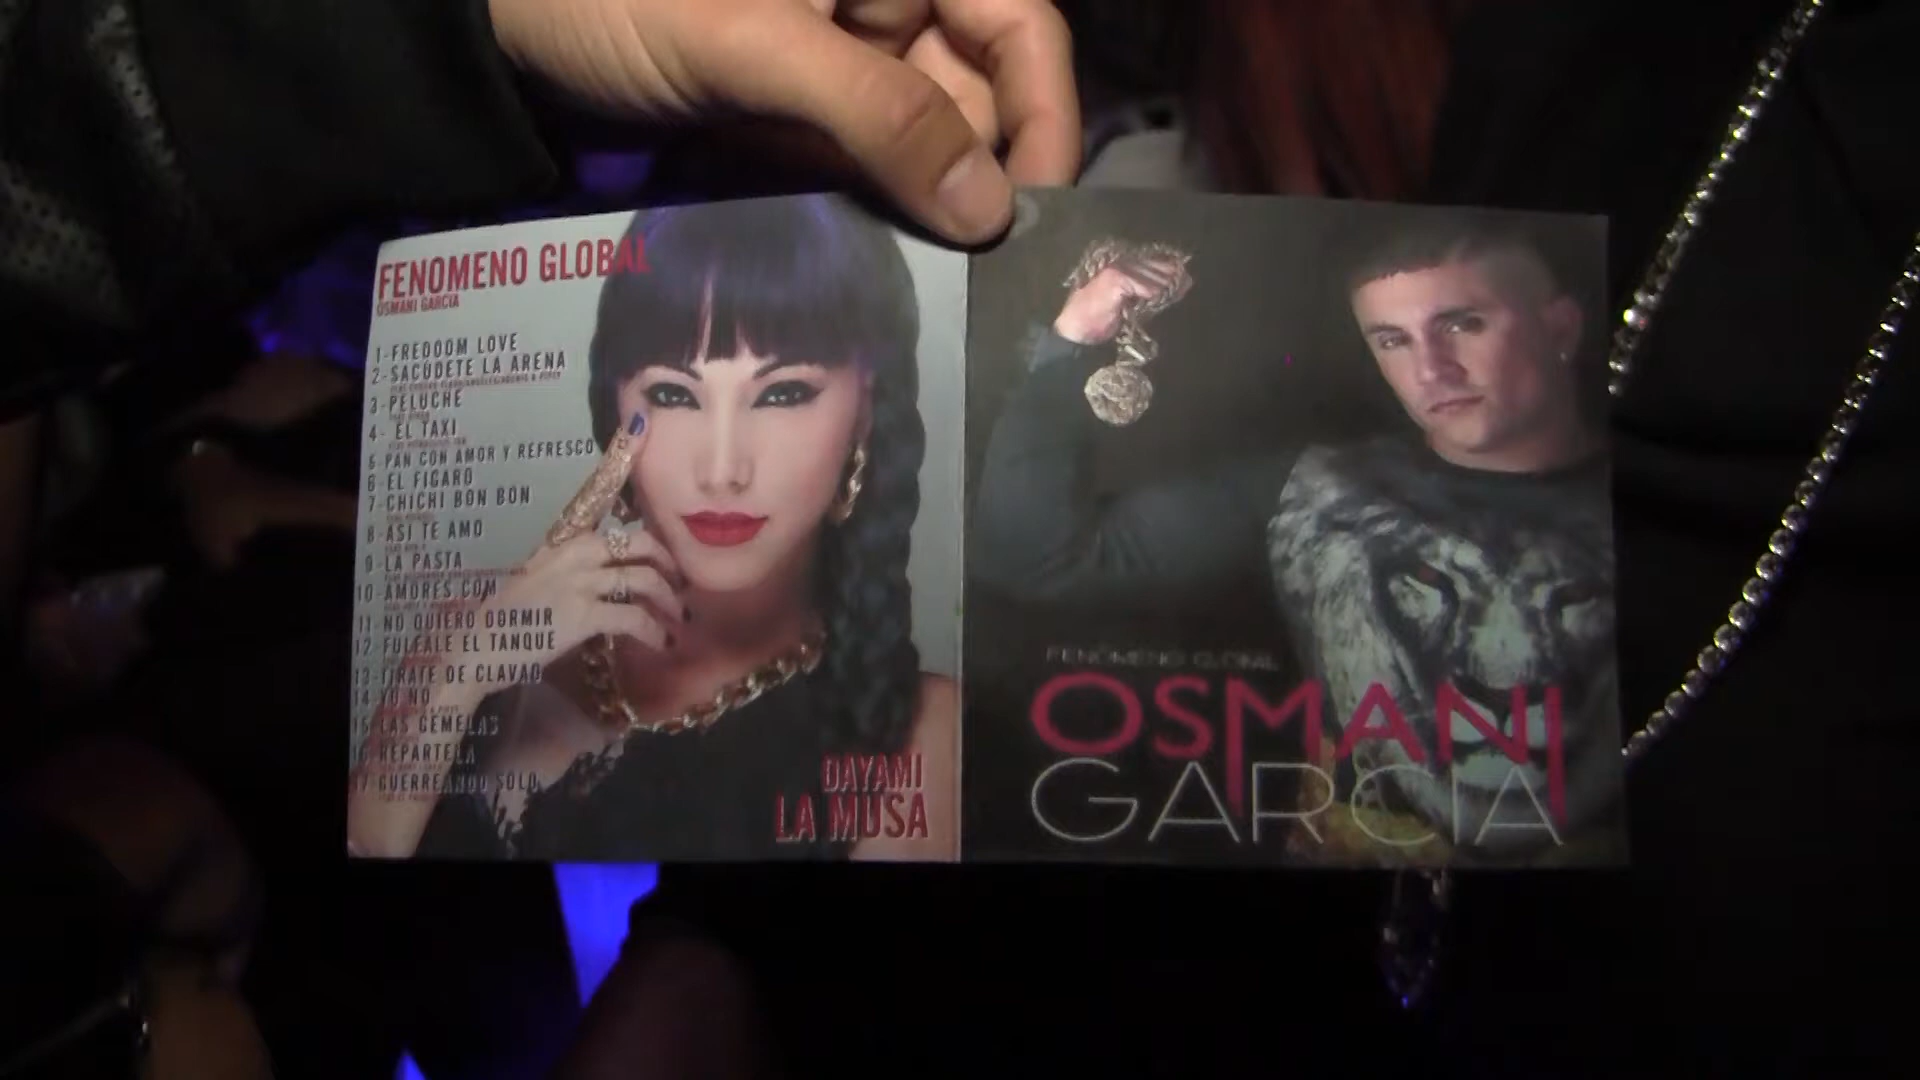 FENOMENO GLOBAL
OSMANI GARCIA
1-FREDOOM LOVE
2-SACUDETE LA ARENA
3-PELUCHE
4- EL TAXI
5-PAN CON AMOR Y REFRESCO
6-EL FIGARO
7-CHICHI BON BON
8-ASI TE AMO
9-LA PASTA
10-AMORES.COM
11-NO QUIERO DORMIR
12-FULEALE EL TANQUE
13-TIRATE DE CLAVAO
14-YO NO
15-LAS GEMELAS
16-REPARTELA
17-GUERREANDO SOLO
DAYAMI
LA MUSA
FENOMENO GLOBAL
OSMANI
GARCIA